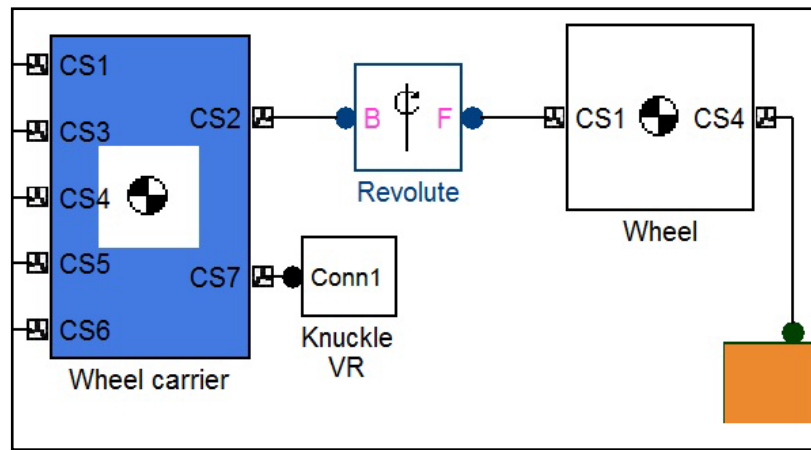 CS1
CS3
CS4
CS5
CS6
CS2
CS7
Wheel carrier
B F
Revolute
Conn1
Knuckle
VR
CS1 CS4
Wheel